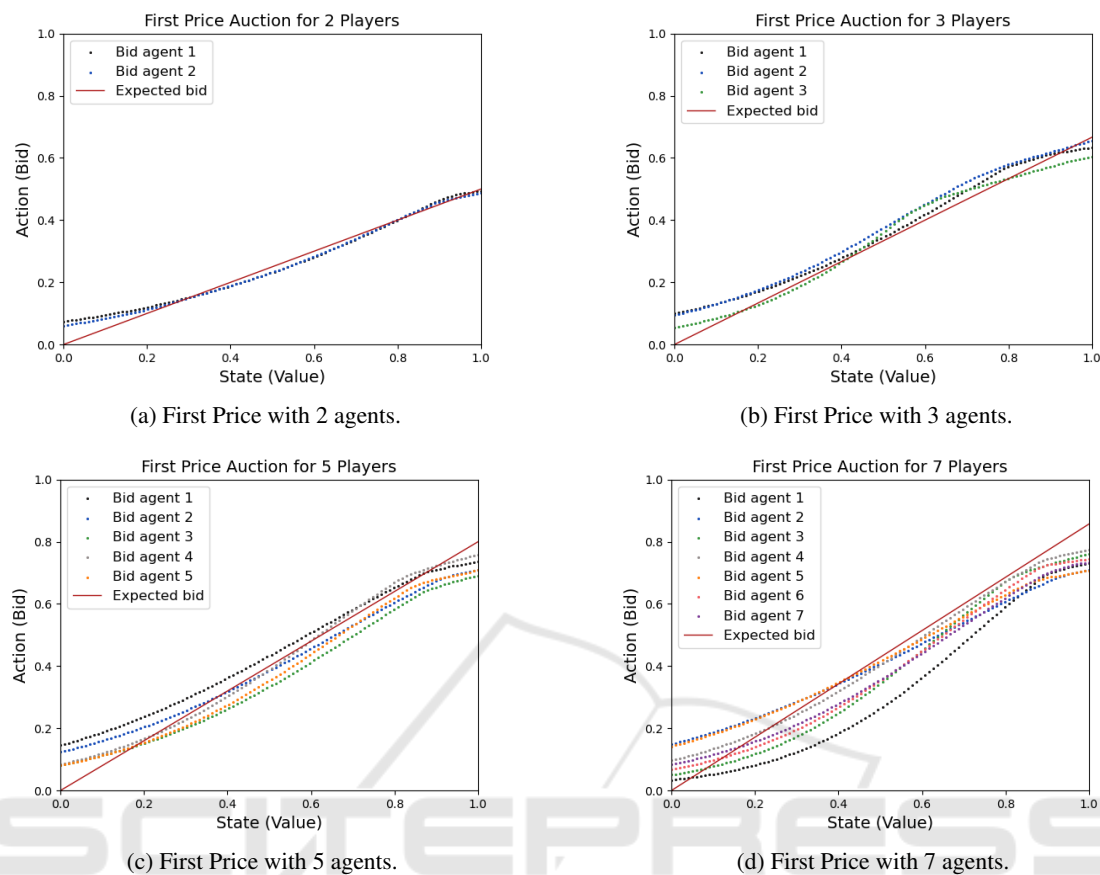 First Price Auction for 2 Players
1.0
0.8
0.6
0.4
0.2
0.0
Bid agent 1
Bid agent 2
Expected bid
Action (Bid)
0.0 0.2 0.4 0.6 0.8 1.0
State (Value)
(a) First Price with 2 agents.
First Price Auction for 3 Players
1.0
0.8
0.6
0.4
0.2
0.0
Bid agent 1
Bid agent 2
Bid agent 3
Expected bid
Action (Bid)
0.0 0.2 0.4 0.6 0.8 1.0
State (Value)
(b) First Price with 3 agents.
First Price Auction for 5 Players
1.0
0.8
0.6
0.4
0.2
0.0
Bid agent 1
Bid agent 2
Bid agent 3
Bid agent 4
Bid agent 5
Expected bid
Action (Bid)
0.0 0.2 0.4 0.6 0.8 1.0
State (Value)
(c) First Price with 5 agents.
First Price Auction for 7 Players
1.0
0.8
0.6
0.4
0.2
0.0
Bid agent 1
Bid agent 2
Bid agent 3
Bid agent 4
Bid agent 5
Bid agent 6
Bid agent 7
Expected bid
Action (Bid)
0.0 0.2 0.4 0.6 0.8 1.0
State (Value)
(d) First Price with 7 agents.
SCITEPRESS